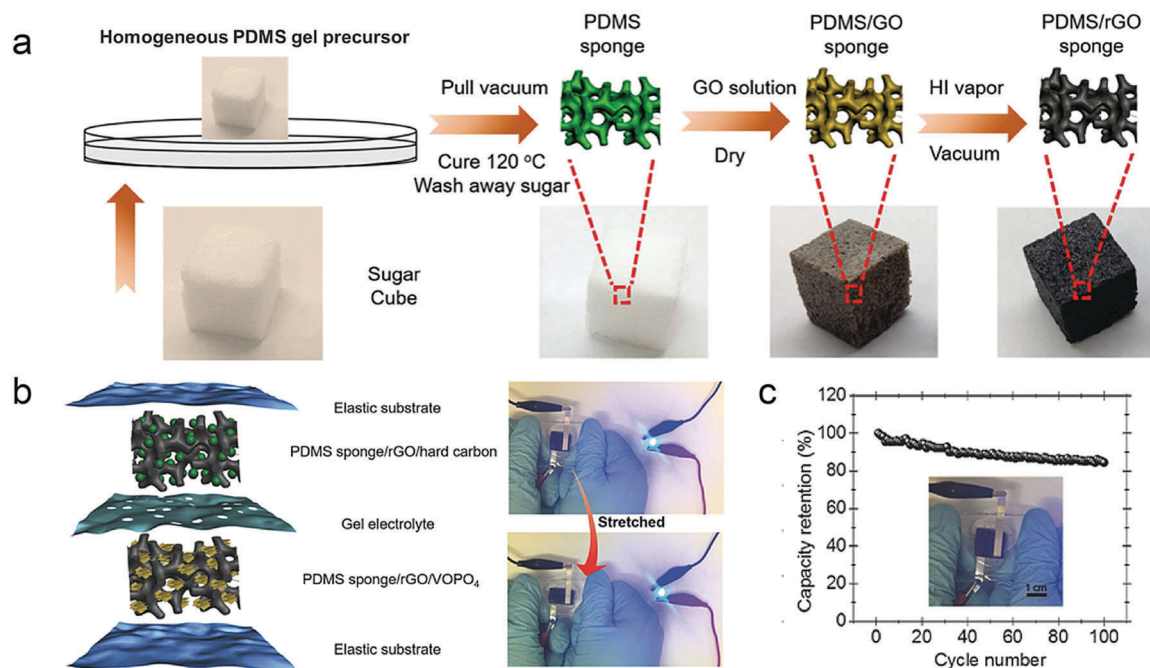 a
Homogeneous PDMS gel precursor
Sugar
Cube
Pull vacuum
Cure 120 °C
Wash away sugar
PDMS
sponge
GO solution
Dry
PDMS/GO
sponge
HI vapor
Vacuum
PDMS/rGO
sponge
b
Elastic substrate
PDMS sponge/rGO/hard carbon
Gel electrolyte
PDMS sponge/rGO/VOPO₄
Elastic substrate
Stretched
c
Capacity retention (%)
120
100
80
60
40
20
0
1 cm
0 20 40 60 80 100
Cycle number